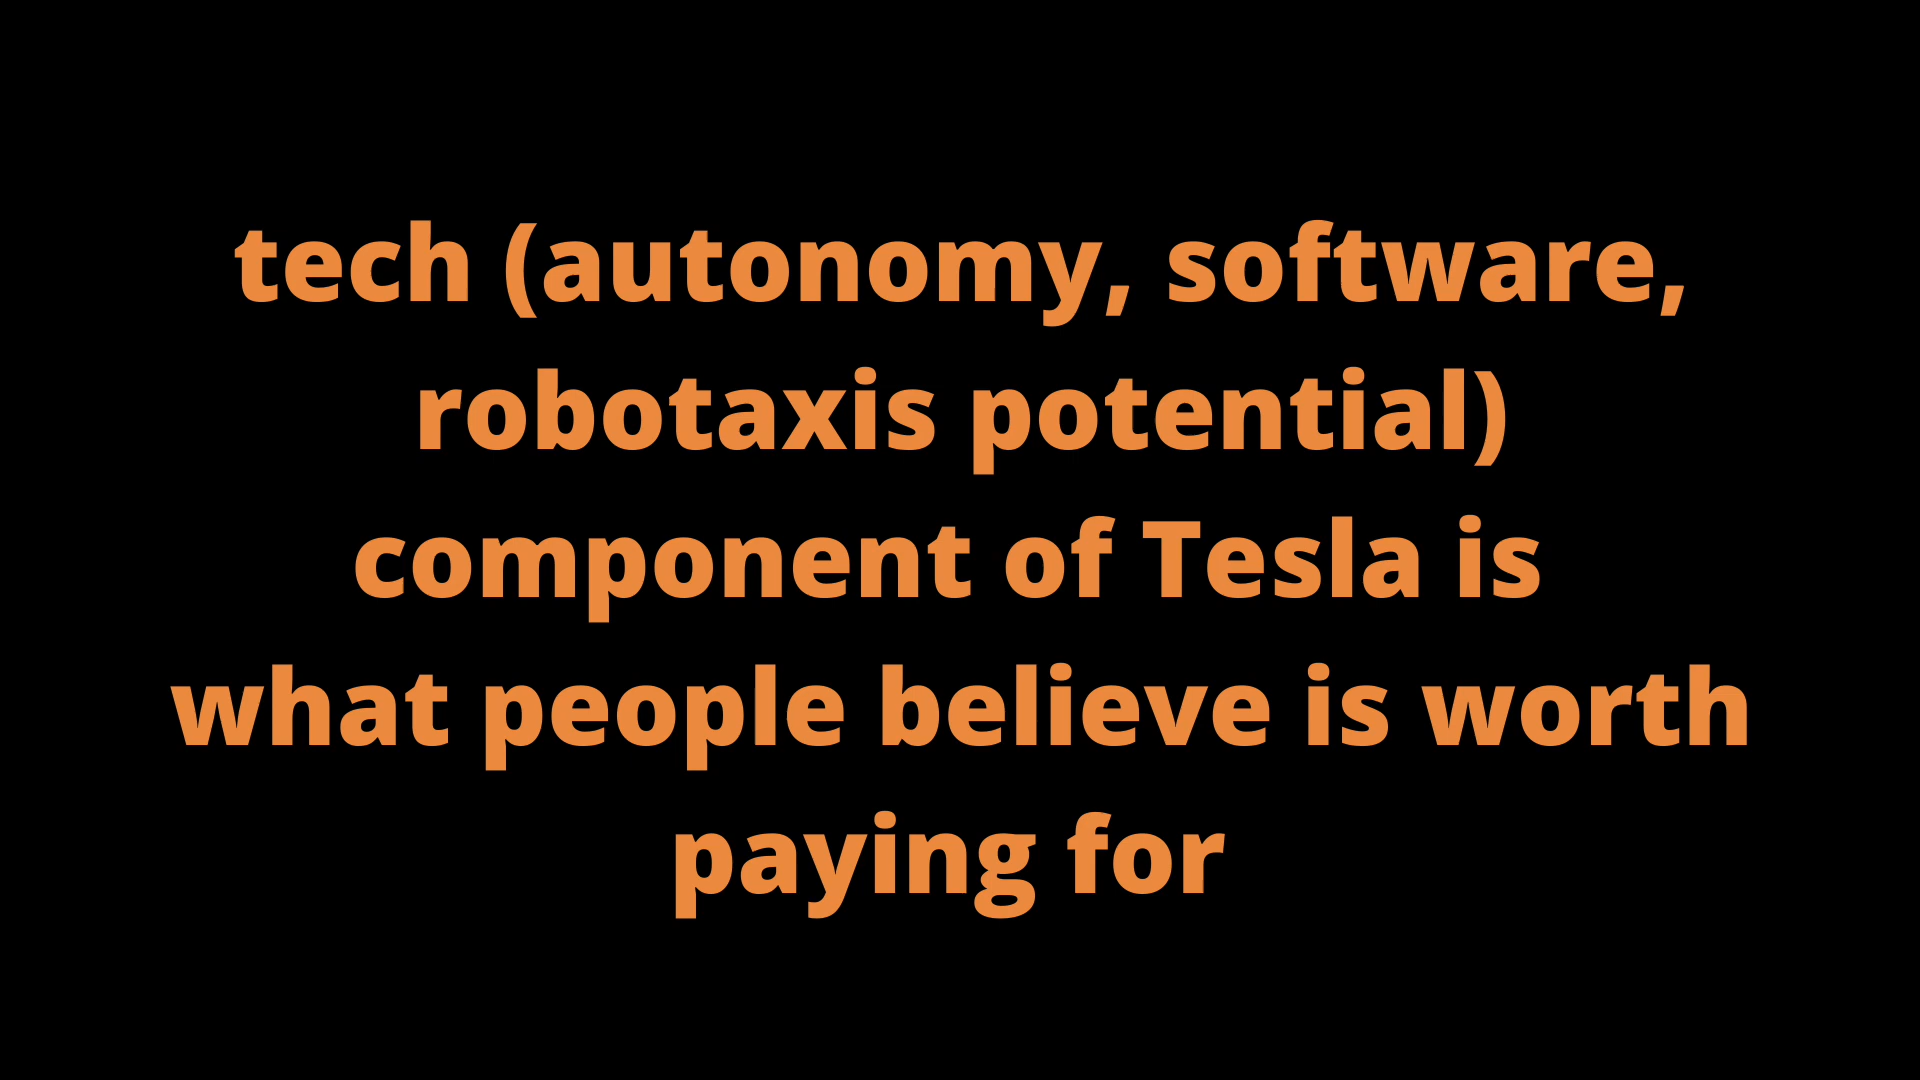 tech (autonomy, software,
robotaxis potential)
component of Tesla is
what people believe is worth
paying for